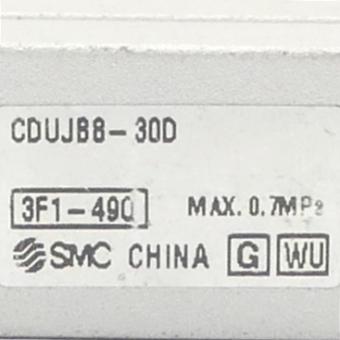 CDUJB8-30D
3F1-490 MAX. 0.7MPa
SMC CHINA G WU